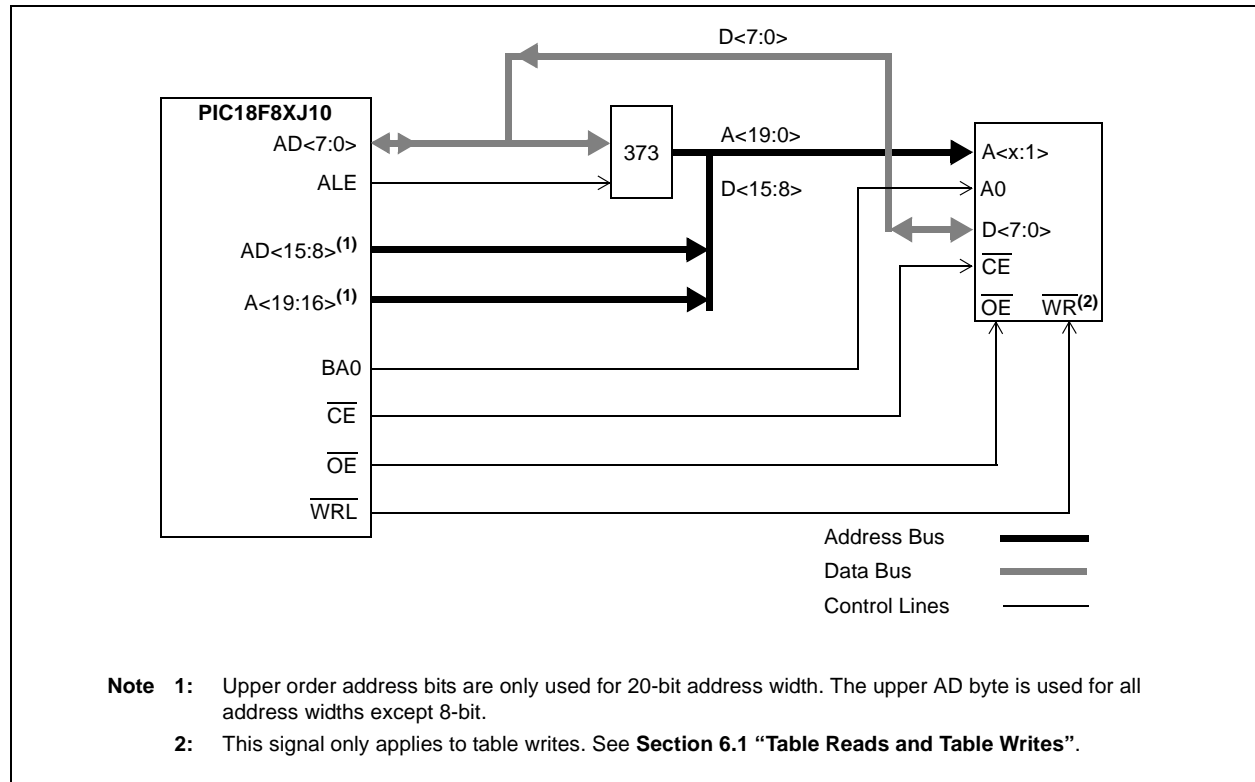 D<7:0>
PIC18F8XJ10
AD<7:0>
373
A<19:0>
A<x:1>
ALE
D<15:8>
A0
AD<15:8>(1)
D<7:0>
CE
A<19:16>(1)
OE WR(2)
BA0
CE
OE
WRL
Address Bus
Data Bus
Control Lines
Note 1: Upper order address bits are only used for 20-bit address width. The upper AD byte is used for all
address widths except 8-bit.
2: This signal only applies to table writes. See Section 6.1 “Table Reads and Table Writes”.